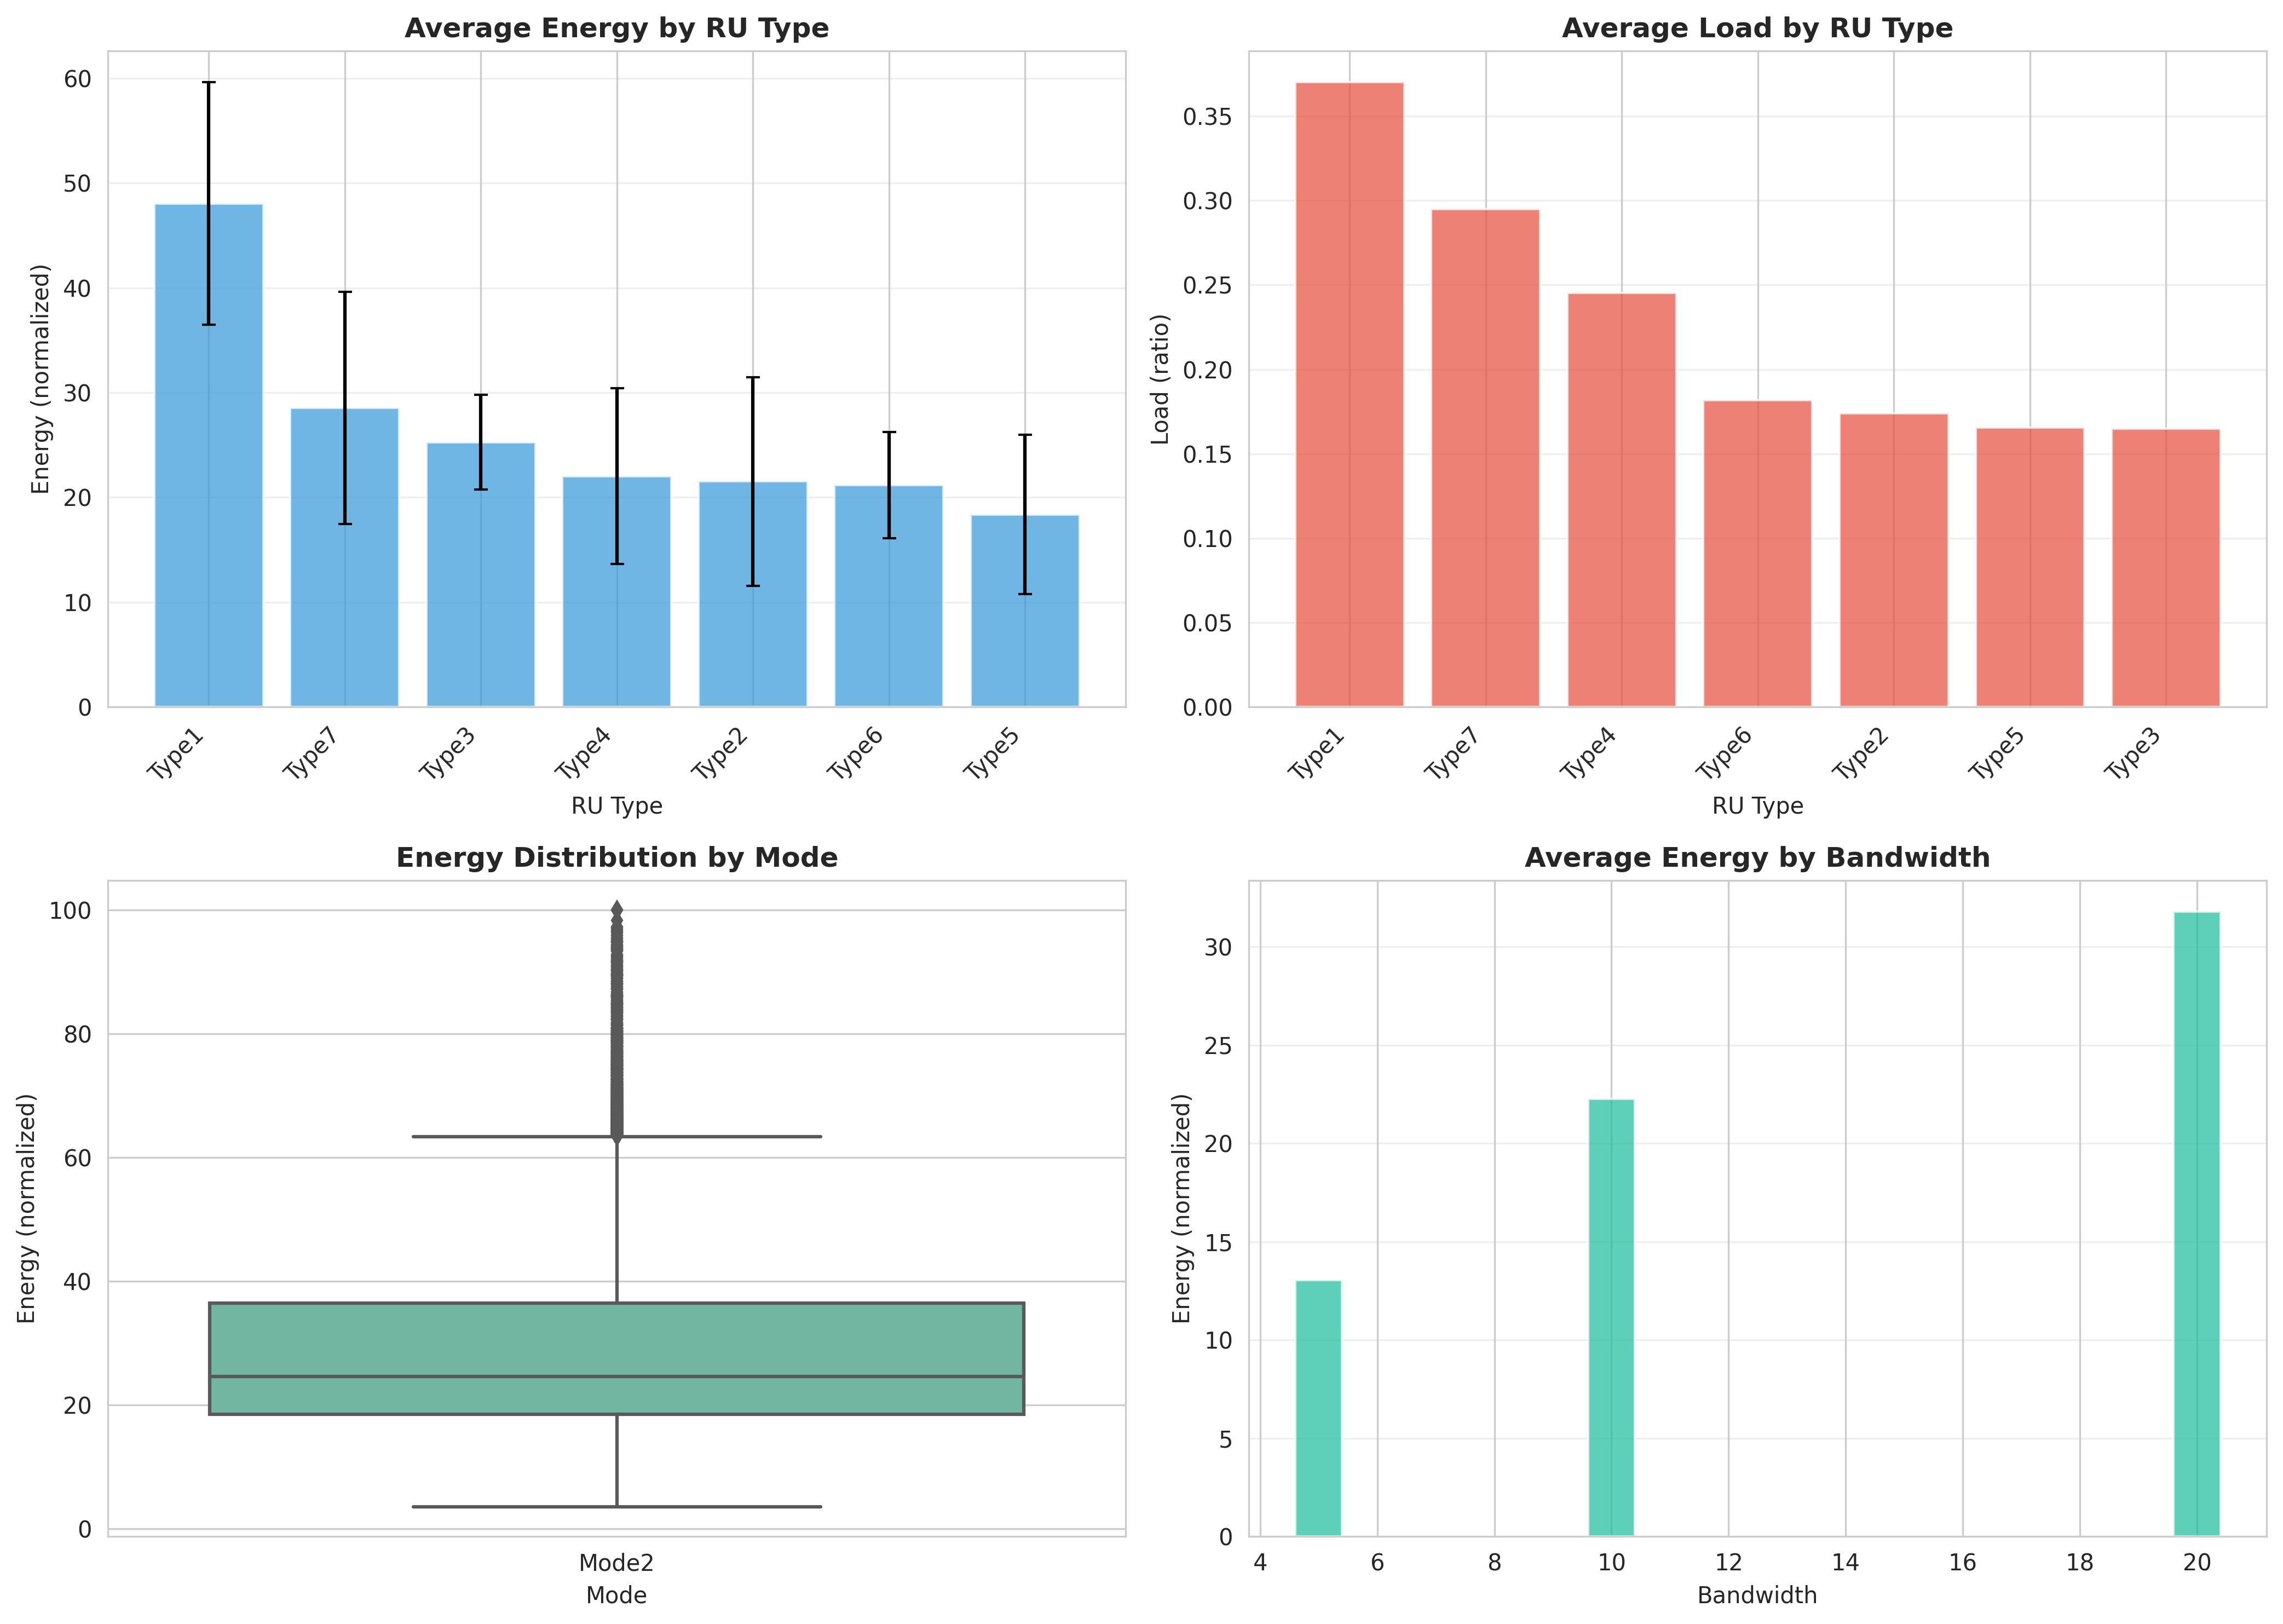 Average Energy by RU Type
Energy (normalized)
60
50
40
30
20
10
0
Type1 Type7 Type3 Type4 Type2 Type6 Type5
RU Type
Average Load by RU Type
Load (ratio)
0.35
0.30
0.25
0.20
0.15
0.10
0.05
0.00
Type1 Type7 Type4 Type6 Type2 Type5 Type3
RU Type
Energy Distribution by Mode
Energy (normalized)
100
80
60
40
20
0
Mode2
Mode
Average Energy by Bandwidth
Energy (normalized)
30
25
20
15
10
5
0
4 6 8 10 12 14 16 18 20
Bandwidth